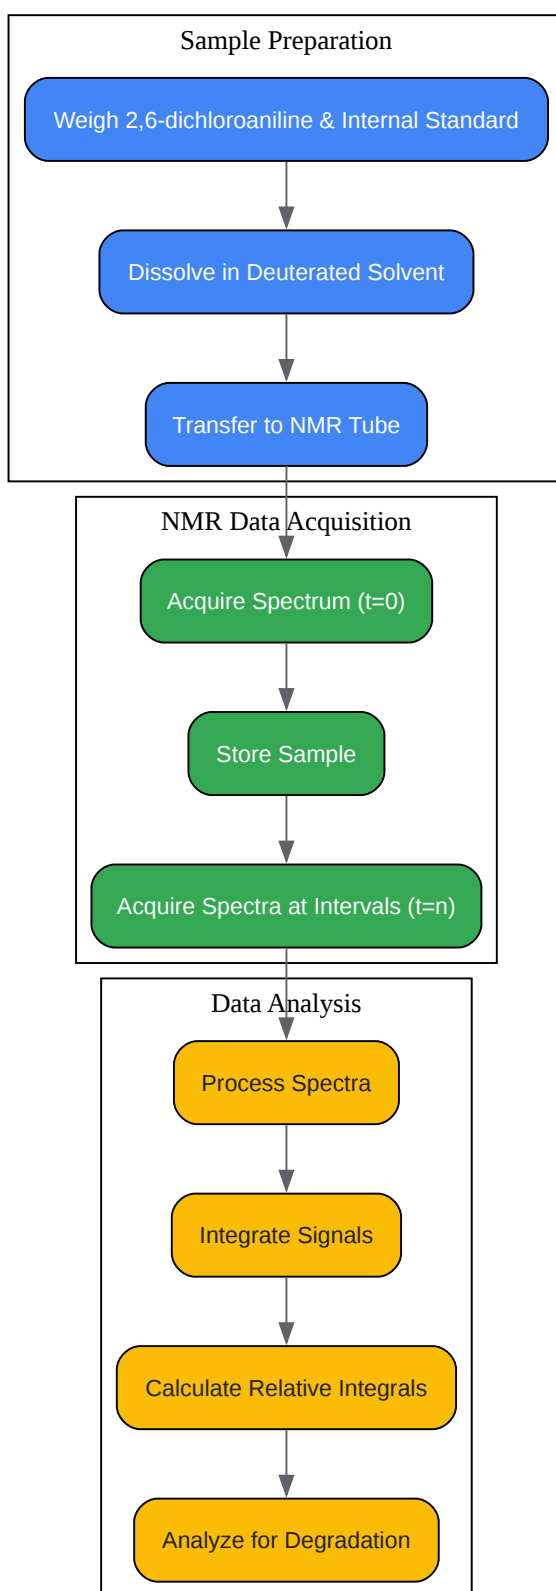 Sample Preparation
Weigh 2,6-dichloroaniline & Internal Standard
Dissolve in Deuterated Solvent
Transfer to NMR Tube
NMR Data Acquisition
Acquire Spectrum (t=0)
Store Sample
Acquire Spectra at Intervals (t=n)
Data Analysis
Process Spectra
Integrate Signals
Calculate Relative Integrals
Analyze for Degradation